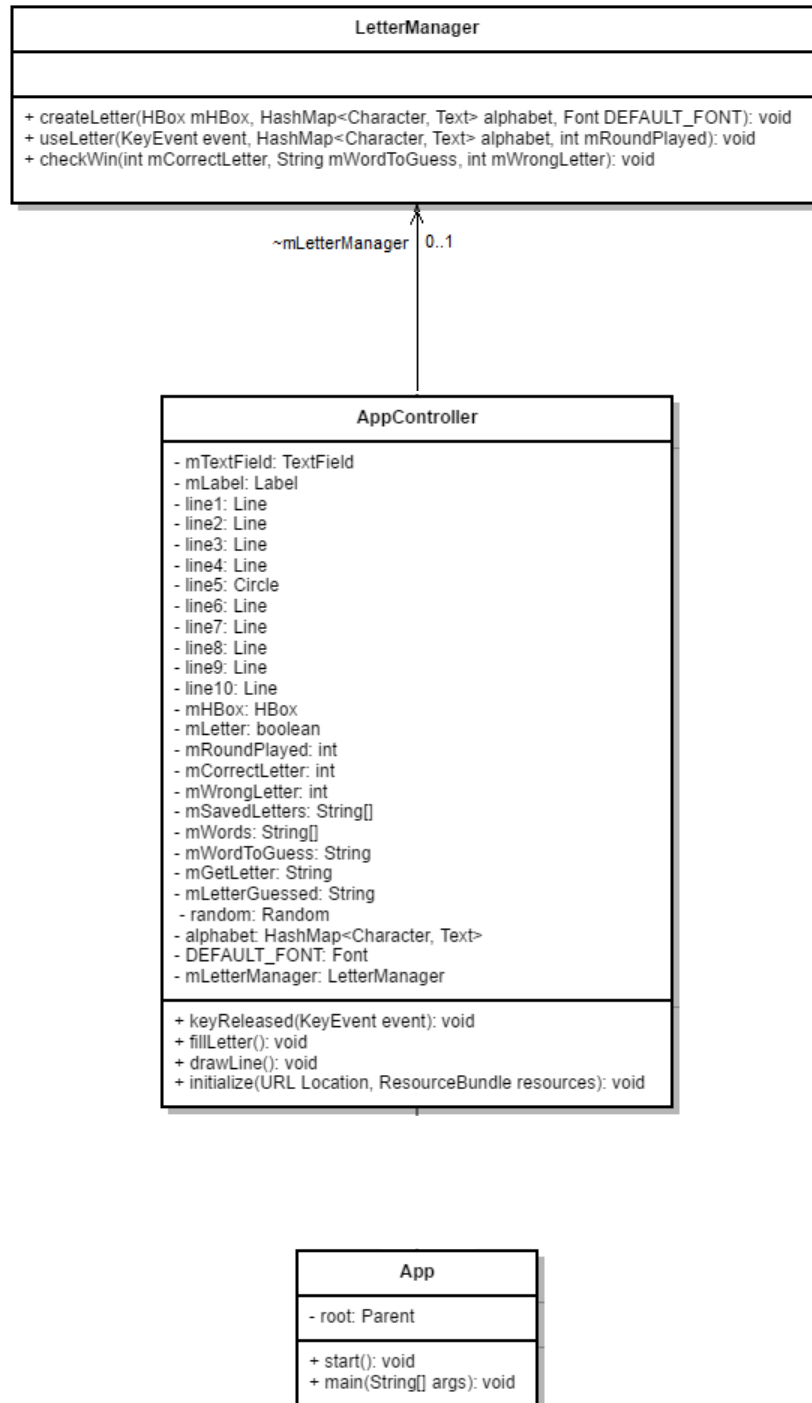 LetterManager
+ createLetter(HBox mHBox, HashMap<Character, Text> alphabet, Font DEFAULT_FONT): void
+ useLetter(KeyEvent event, HashMap<Character, Text> alphabet, int mRoundPlayed): void
+ checkWin(int mCorrectLetter, String mWordToGuess, int mWrongLetter): void
~mLetterManager 0..1
AppController
- mTextField: TextField
- mLabel: Label
- line1: Line
- line2: Line
- line3: Line
- line4: Line
- line5: Circle
- line6: Line
- line7: Line
- line8: Line
- line9: Line
- line10: Line
- mHBox: HBox
- mLetter: boolean
- mRoundPlayed: int
- mCorrectLetter: int
- mWrongLetter: int
- mSavedLetters: String[]
- mWords: String[]
- mWordToGuess: String
- mGetLetter: String
- mLetterGuessed: String
- random: Random
- alphabet: HashMap<Character, Text>
- DEFAULT_FONT: Font
- mLetterManager: LetterManager
+ keyReleased(KeyEvent event): void
+ fillLetter(): void
+ drawLine(): void
+ initialize(URL Location, ResourceBundle resources): void
App
- root: Parent
+ start(): void
+ main(String[] args): void